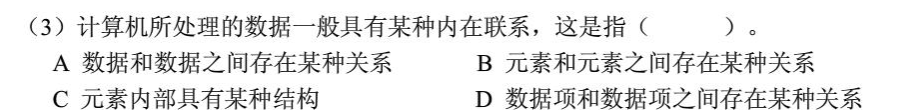 （3）计算机所处理的数据一般具有某种内在联系，这是指（　　　）。
A 数据和数据之间存在某种关系　　　B 元素和元素之间存在某种关系
C 元素内部具有某种结构　　　D 数据项和数据项之间存在某种关系